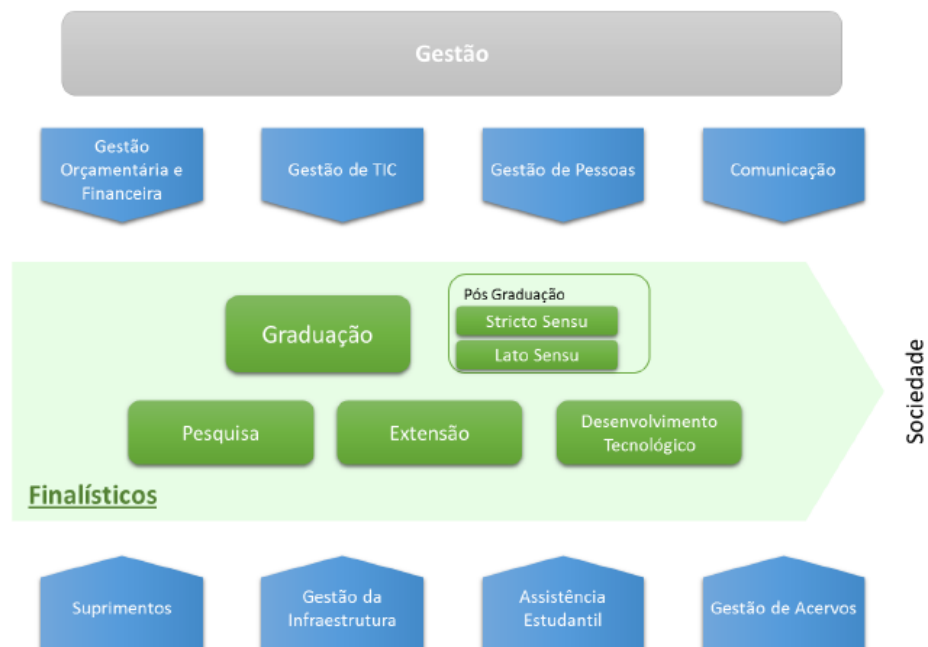 Gestão
Gestão
Orçamentária e
Financeira
Gestão de TIC
Gestão de Pessoas
Comunicação
Graduação
Pós Graduação
Stricto Sensu
Lato Sensu
Pesquisa
Extensão
Desenvolvimento
Tecnológico
Finalísticos
Sociedade
Suprimentos
Gestão da
Infraestrutura
Assistência
Estudantil
Gestão de Acervos